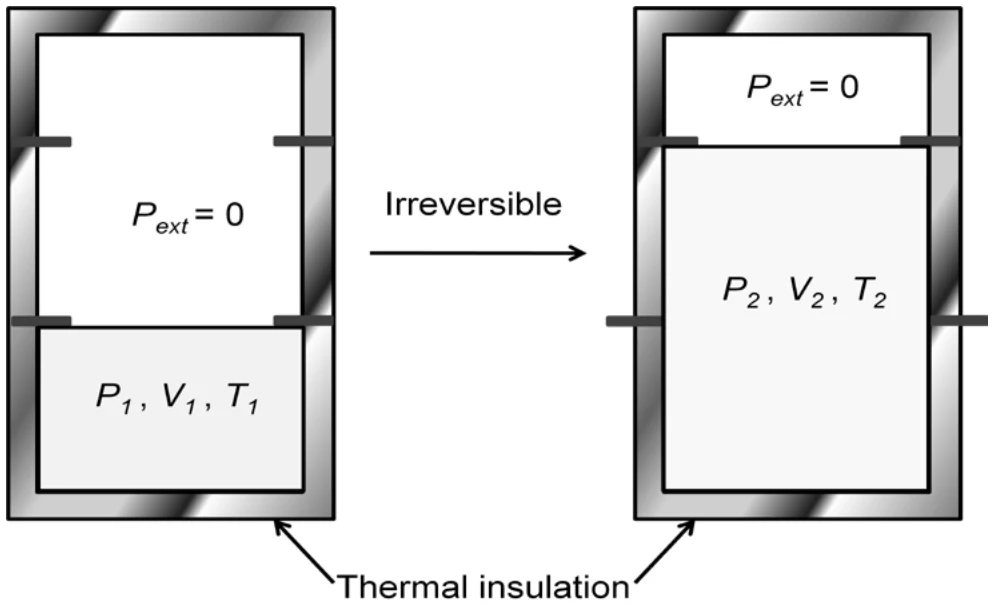 P_ext = 0
P_ext = 0
Irreversible
P_1, V_1, T_1
P_2, V_2, T_2
Thermal insulation